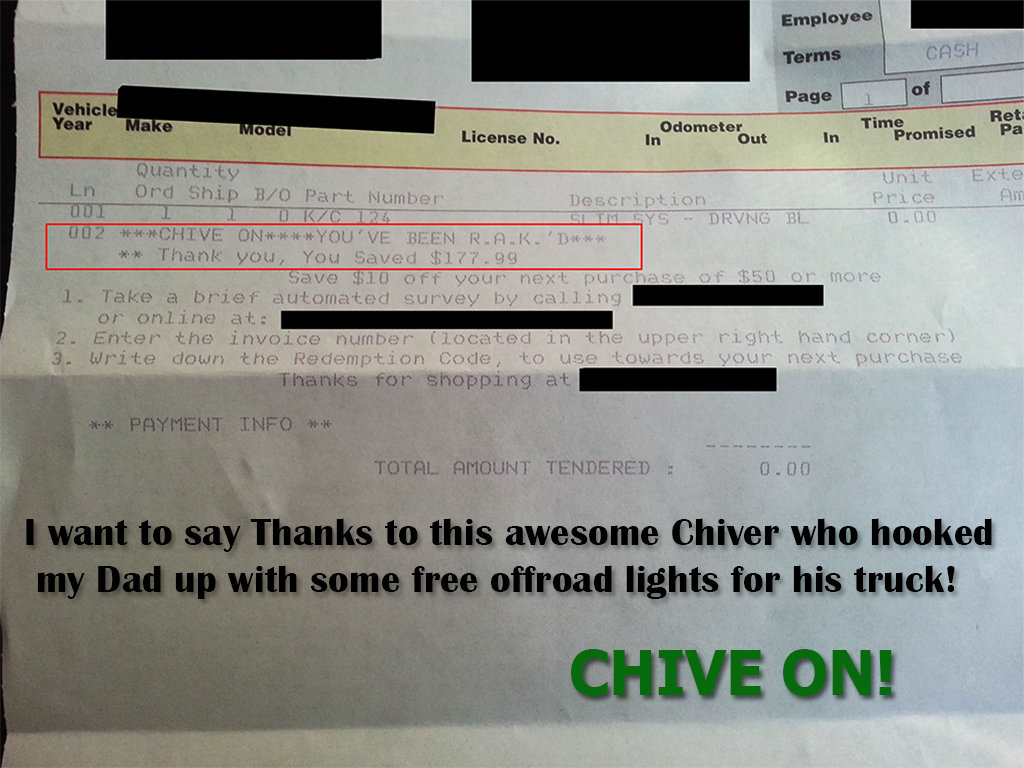 Employee
Terms CASH
Page 1 of
Vehicle
Year Make Model License No. In Odometer Out In Time Promised
Quantity Unit
Ln Ord Ship B/O Part Number Description Price
001 1 1 0 K/C 124 SLIM SYS - DRVNG BL 0.00
002 ***CHIVE ON****YOU'VE BEEN R.A.K.'D***
** Thank you, You Saved $177.99
Save $10 off your next purchase of $50 or more
1. Take a brief automated survey by calling
or online at:
2. Enter the invoice number (located in the upper right hand corner)
3. Write down the Redemption Code, to use towards your next purchase
Thanks for shopping at
** PAYMENT INFO **
--------
TOTAL AMOUNT TENDERED : 0.00
I want to say Thanks to this awesome Chiver who hooked
my Dad up with some free offroad lights for his truck!
CHIVE ON!